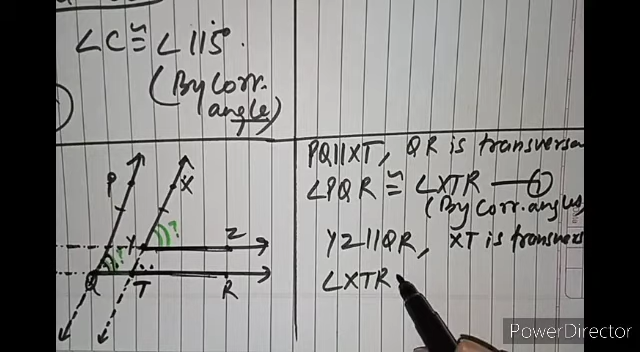 ∠C ≅ ∠115°.
(By Corr.
angle)
P
X
Y
Z
?
?
Q
T
R
PQ||XT, QR is transversa
∠PQR ≅ ∠XTR —①
(By Corr. angles
YZ||QR, XT is transvers
∠XTR
PowerDirector